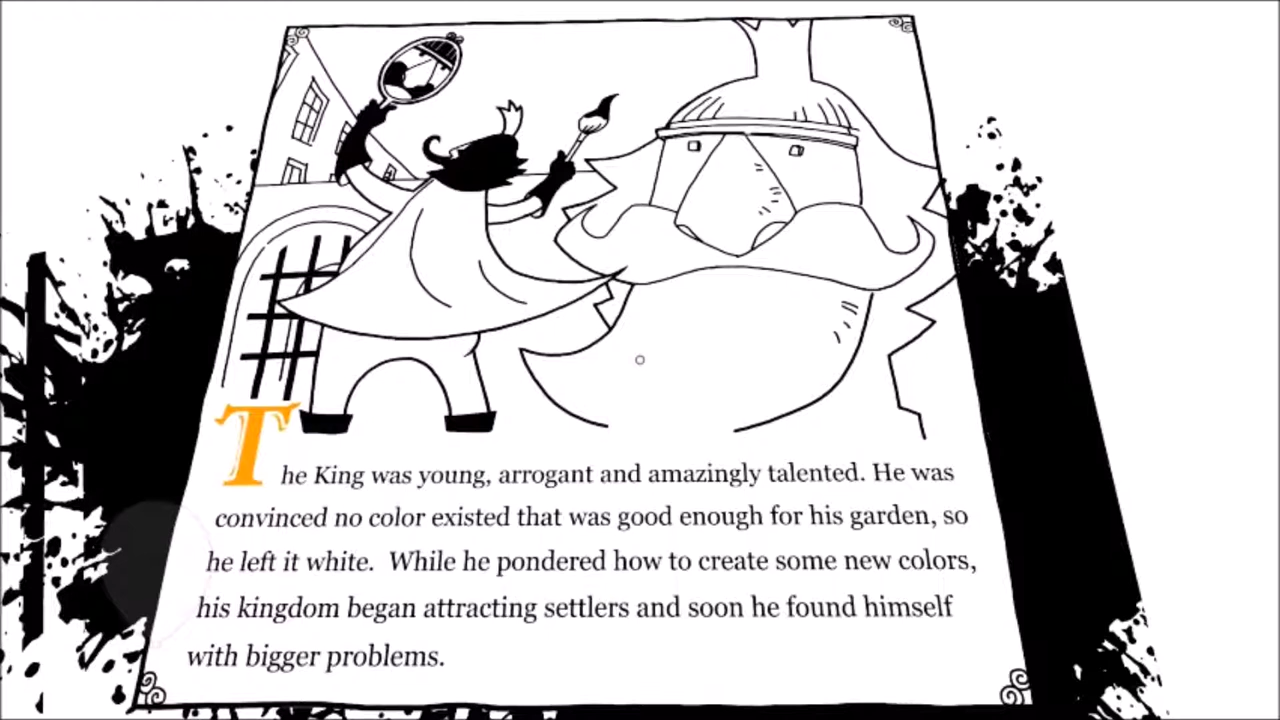 The King was young, arrogant and amazingly talented. He was
convinced no color existed that was good enough for his garden, so
he left it white. While he pondered how to create some new colors,
his kingdom began attracting settlers and soon he found himself
with bigger problems.